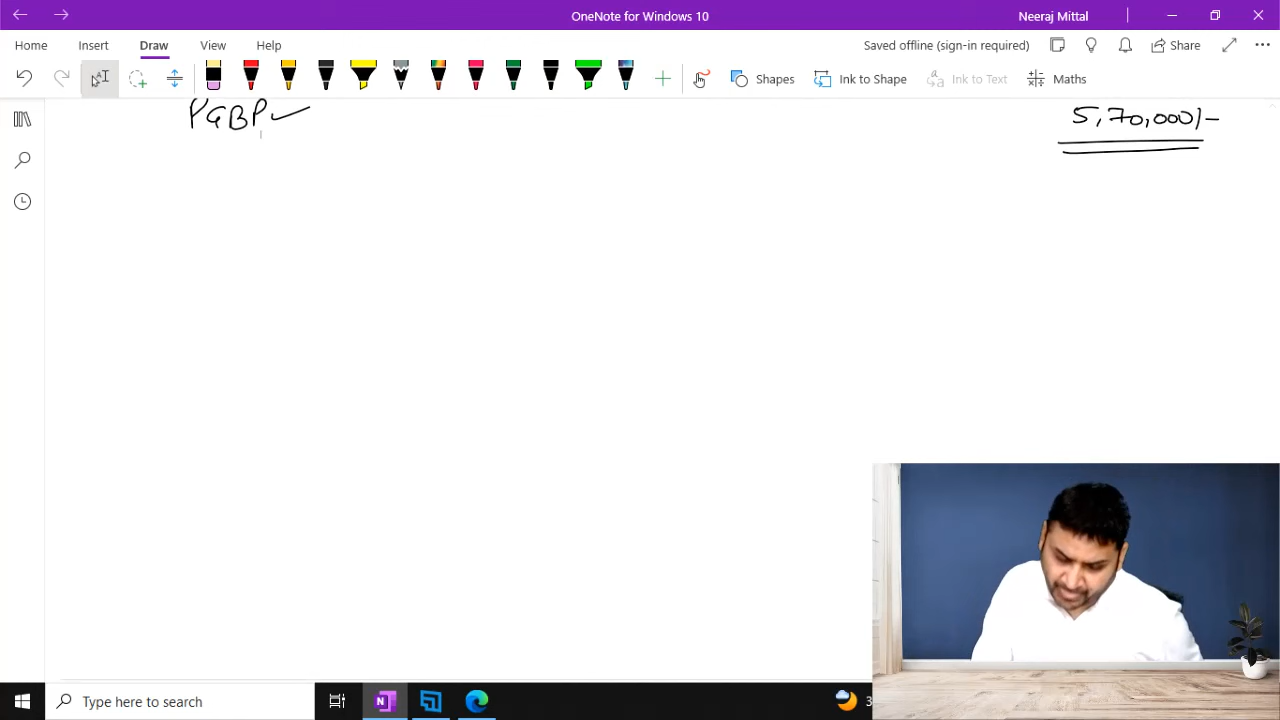 OneNote for Windows 10
Neeraj Mittal
Home
Insert
Draw
View
Help
Saved offline (sign-in required)
Share
Shapes
Ink to Shape
Ink to Text
Maths
PGBP
5,70,000/-
Type here to search
3